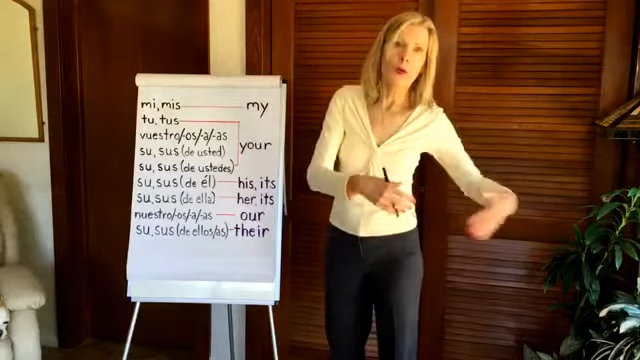 mi, mis my
tu, tus
vuestro/-os/-a/-as
your
su, sus (de usted)
su, sus (de ustedes)
su, sus (de él) his, its
su, sus (de ella) her, its
nuestro/-os/-a/-as our
su, sus (de ellos/as) their